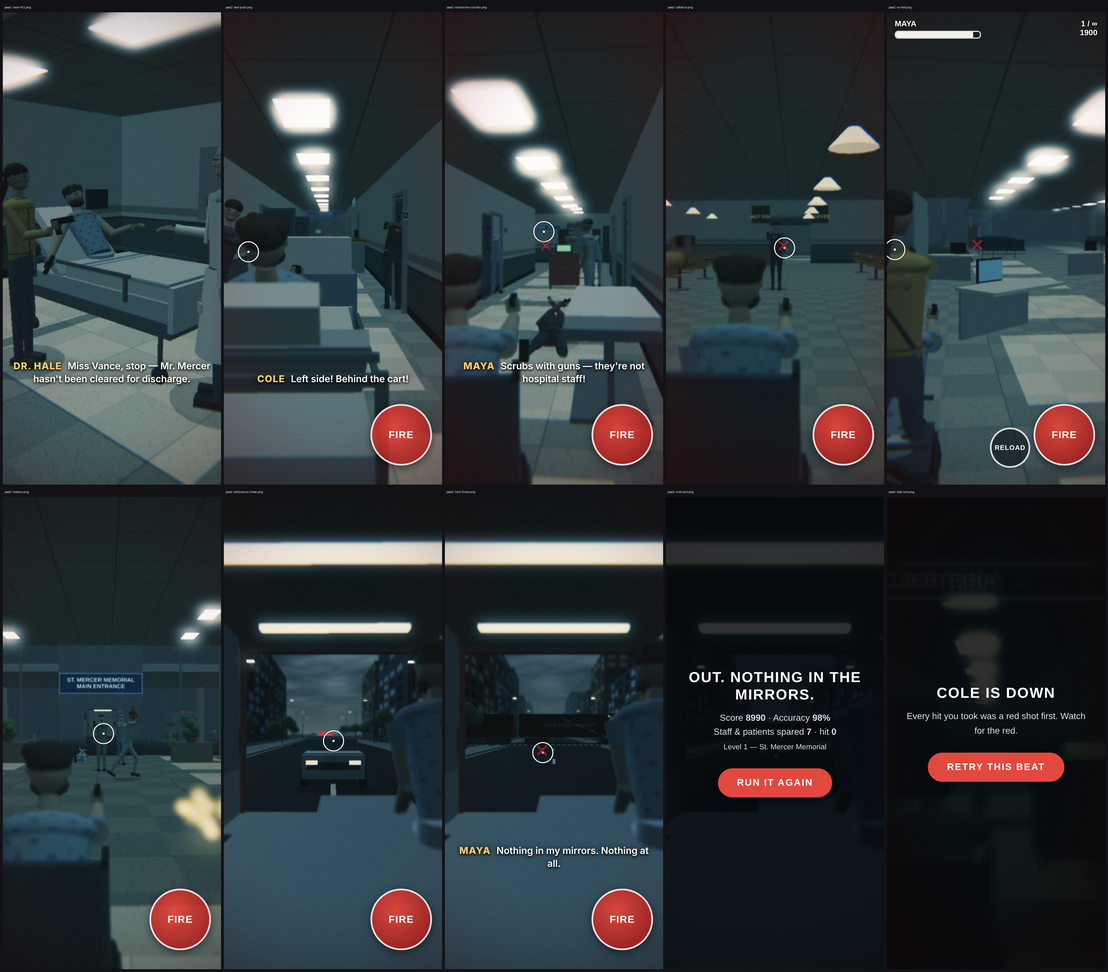 DR. HALE Miss Vance, stop — Mr. Mercer
hasn't been cleared for discharge.
COLE Left side! Behind the cart!
FIRE
MAYA Scrubs with guns — they're not
hospital staff!
FIRE
FIRE
MAYA
1 / ∞
1900
RELOAD
FIRE
ST. MERCER MEMORIAL
MAIN ENTRANCE
FIRE
FIRE
MAYA Nothing in my mirrors. Nothing at
all.
FIRE
OUT. NOTHING IN THE
MIRRORS.
Score 8990 · Accuracy 98%
Staff & patients spared 7 · hit 0
Level 1 — St. Mercer Memorial
RUN IT AGAIN
CAFETERIA
COLE IS DOWN
Every hit you took was a red shot first. Watch
for the red.
RETRY THIS BEAT